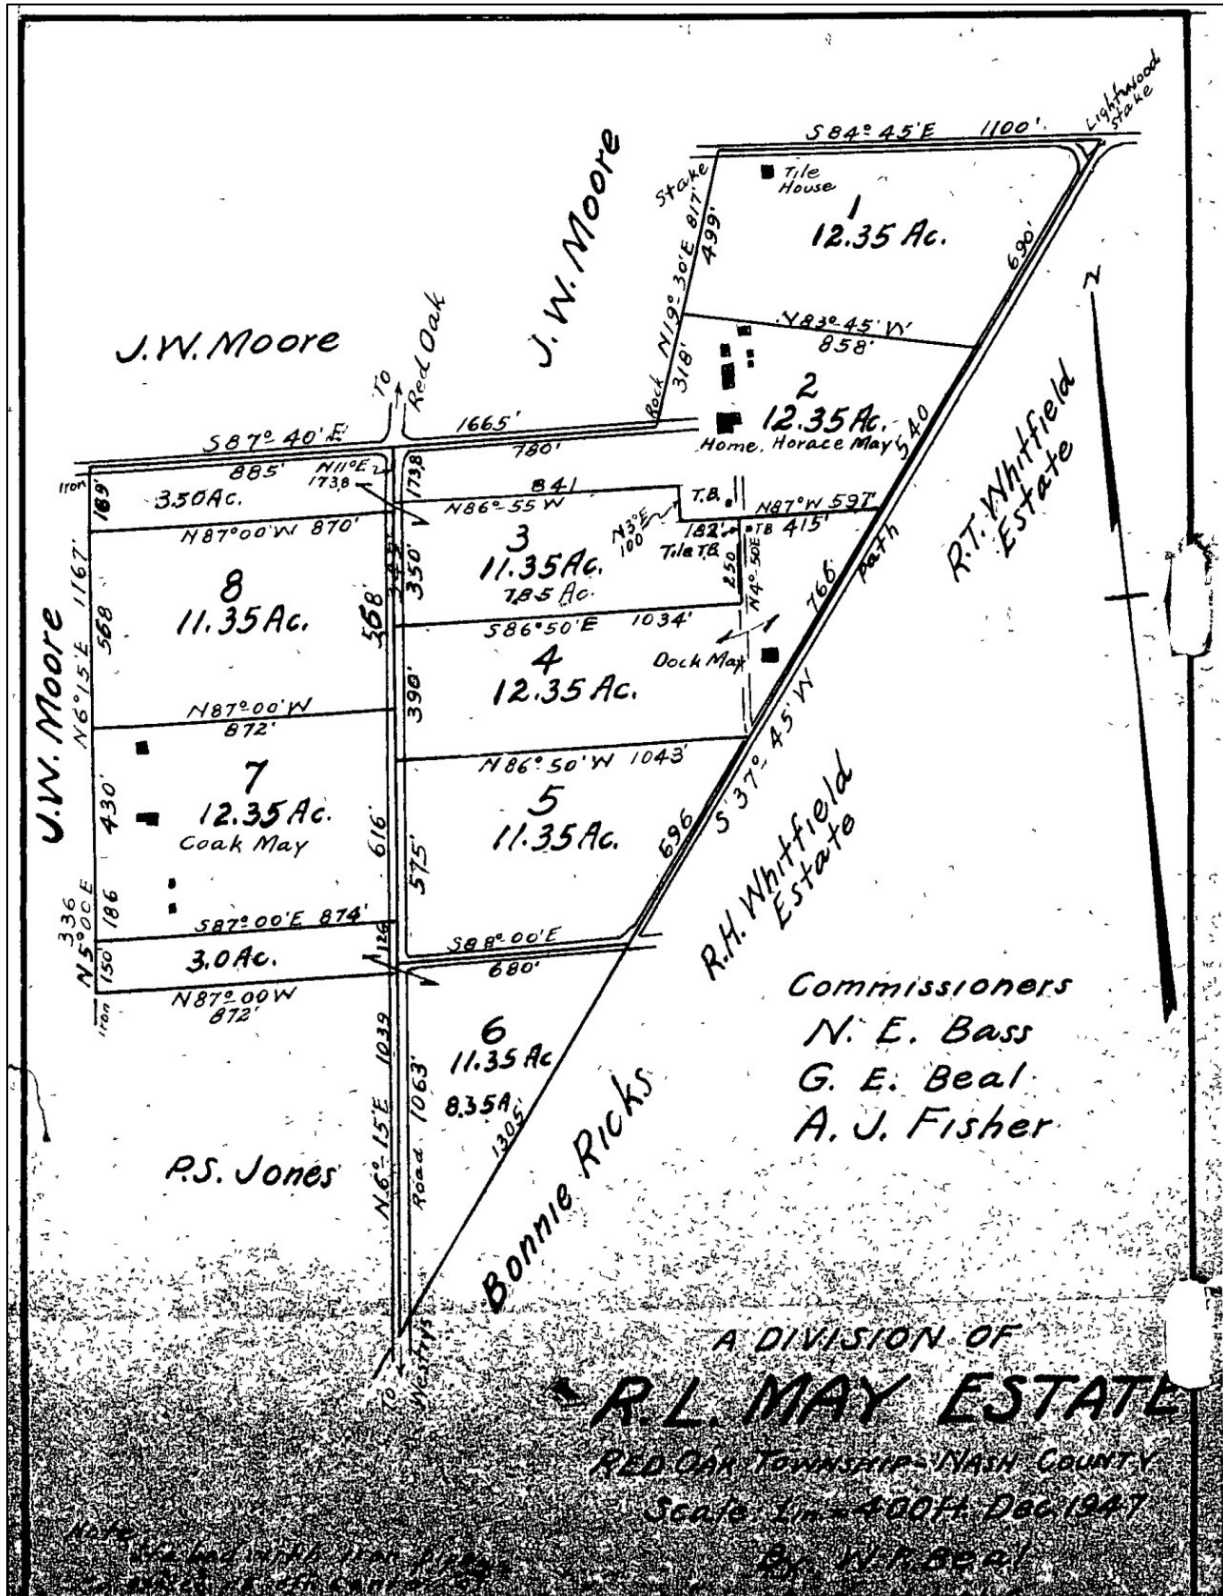 Lightwood
Stake
S 84° 45' E 1100'
Stake
Tile
House
1
12.35 Ac.
N 19° 30' E 817'
499'
690'
J. W. Moore
N
J.W. Moore
TO
Red Oak
N 83° 45' W
858'
318'
Rock
2
12.35 Ac.
Home, Horace May
540
R.T. Whitfield
Estate
S 87° 40' E
1665'
885'
780'
N 11° E
173.8
173.8
Iron
189'
3.50 Ac.
841
N 86° 55 W
T.B.
N 87° W 597'
N 87° 00' W 870'
N 3° E
100'
182'
T.B. 415'
Tile T.B.
3
11.35 Ac.
7.85 Ac.
350'
250
N 4° 50 E
path
766'
8
11.35 Ac.
568'
568
N 6° 15' E 1167'
J.W. Moore
S 86° 50' E 1034'
4
12.35 Ac.
Dock May
390'
N 87° 00' W
872'
N 86° 50' W 1043'
S 37° 45' W
7
12.35 Ac.
Coak May
430'
616'
5
11.35 Ac.
575'
696
R.H. Whitfield
Estate
336
N 5° 00 E
186
S 87° 00' E 874'
126
S 88° 00' E
680'
150'
3.0 Ac.
N 87° 00 W
872'
Iron
6
11.35 Ac
8.35 A.
1305'
1039
N 6° 15' E
Road 1063'
P.S. Jones
Bonnie Ricks
Commissioners
N. E. Bass
G. E. Beal
A. J. Fisher
TO
A DIVISION OF
R. L. MAY ESTATE
RED OAK TOWNSHIP - NASH COUNTY
Scale 1 in = 400 ft. Dec. 1947
Note